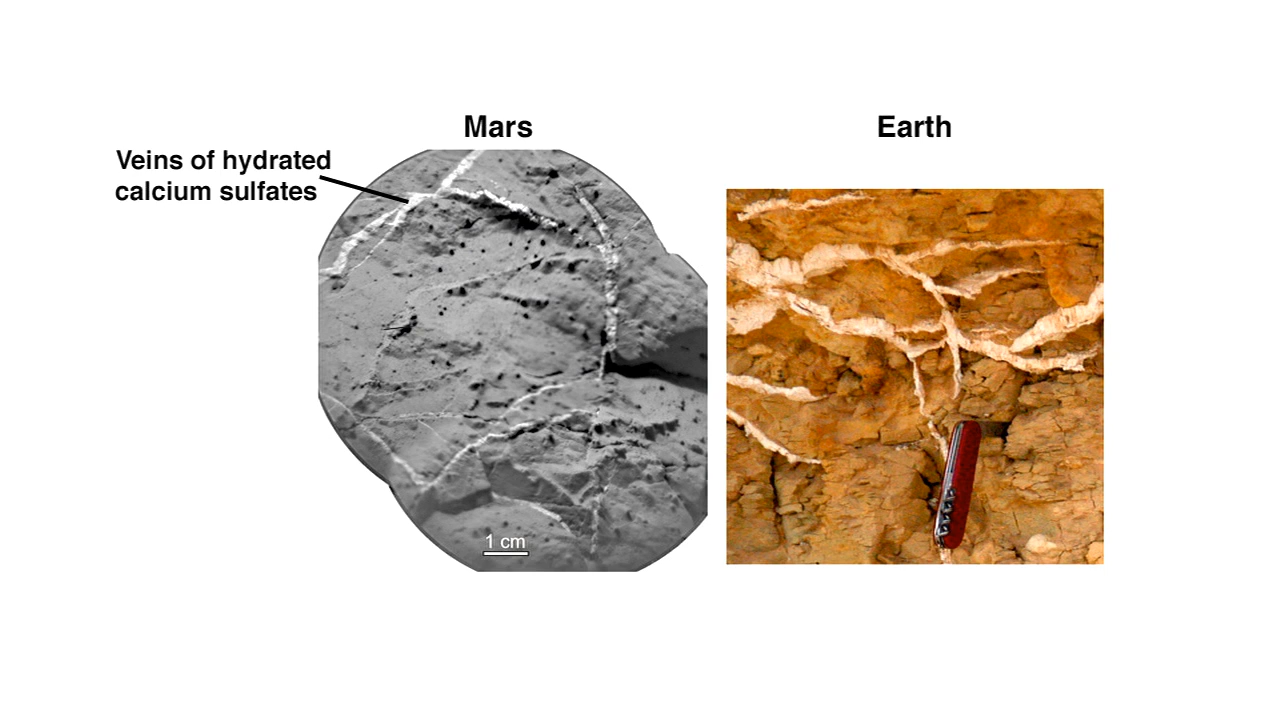 Mars
Earth
Veins of hydrated
calcium sulfates
1 cm